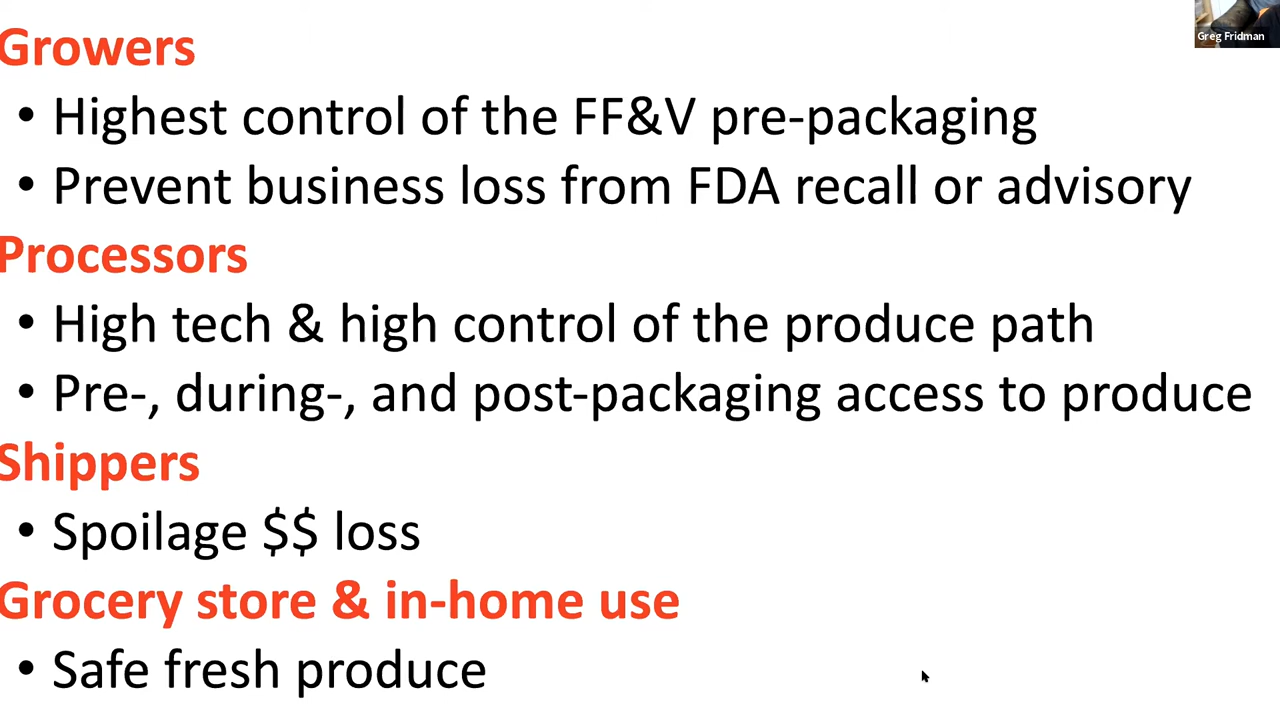 Growers
• Highest control of the FF&V pre-packaging
• Prevent business loss from FDA recall or advisory
Processors
• High tech & high control of the produce path
• Pre-, during-, and post-packaging access to produce
Shippers
• Spoilage $$ loss
Grocery store & in-home use
• Safe fresh produce
Greg Fridman